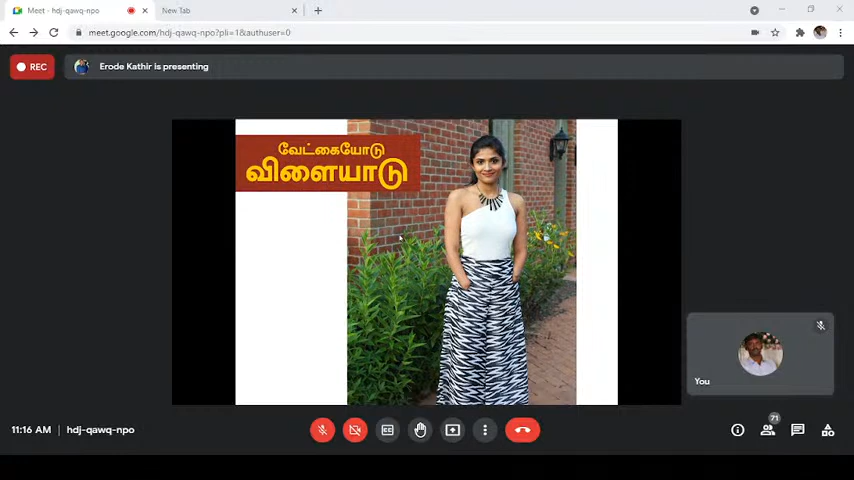 Meet - hdj-qawq-npo
New Tab
meet.google.com/hdj-qawq-npo?pli=1&authuser=0
REC
Erode Kathir is presenting
வேட்கையோடு
விளையாடு
You
11:16 AM | hdj-qawq-npo
71